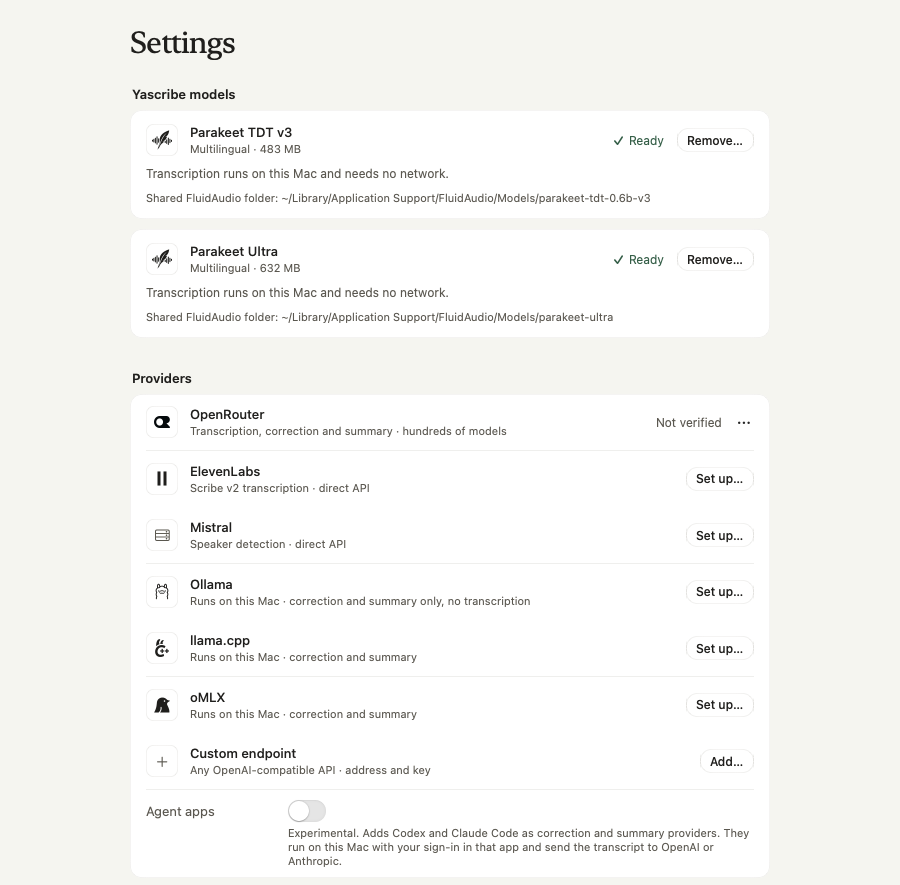 Settings
Yascribe models
Parakeet TDT v3
Multilingual · 483 MB
Ready
Remove...
Transcription runs on this Mac and needs no network.
Shared FluidAudio folder: ~/Library/Application Support/FluidAudio/Models/parakeet-tdt-0.6b-v3
Parakeet Ultra
Multilingual · 632 MB
Ready
Remove...
Transcription runs on this Mac and needs no network.
Shared FluidAudio folder: ~/Library/Application Support/FluidAudio/Models/parakeet-ultra
Providers
OpenRouter
Transcription, correction and summary · hundreds of models
Not verified
ElevenLabs
Scribe v2 transcription · direct API
Set up...
Mistral
Speaker detection · direct API
Set up...
Ollama
Runs on this Mac · correction and summary only, no transcription
Set up...
llama.cpp
Runs on this Mac · correction and summary
Set up...
oMLX
Runs on this Mac · correction and summary
Set up...
Custom endpoint
Any OpenAI-compatible API · address and key
Add...
Agent apps
Experimental. Adds Codex and Claude Code as correction and summary providers. They
run on this Mac with your sign-in in that app and send the transcript to OpenAI or
Anthropic.